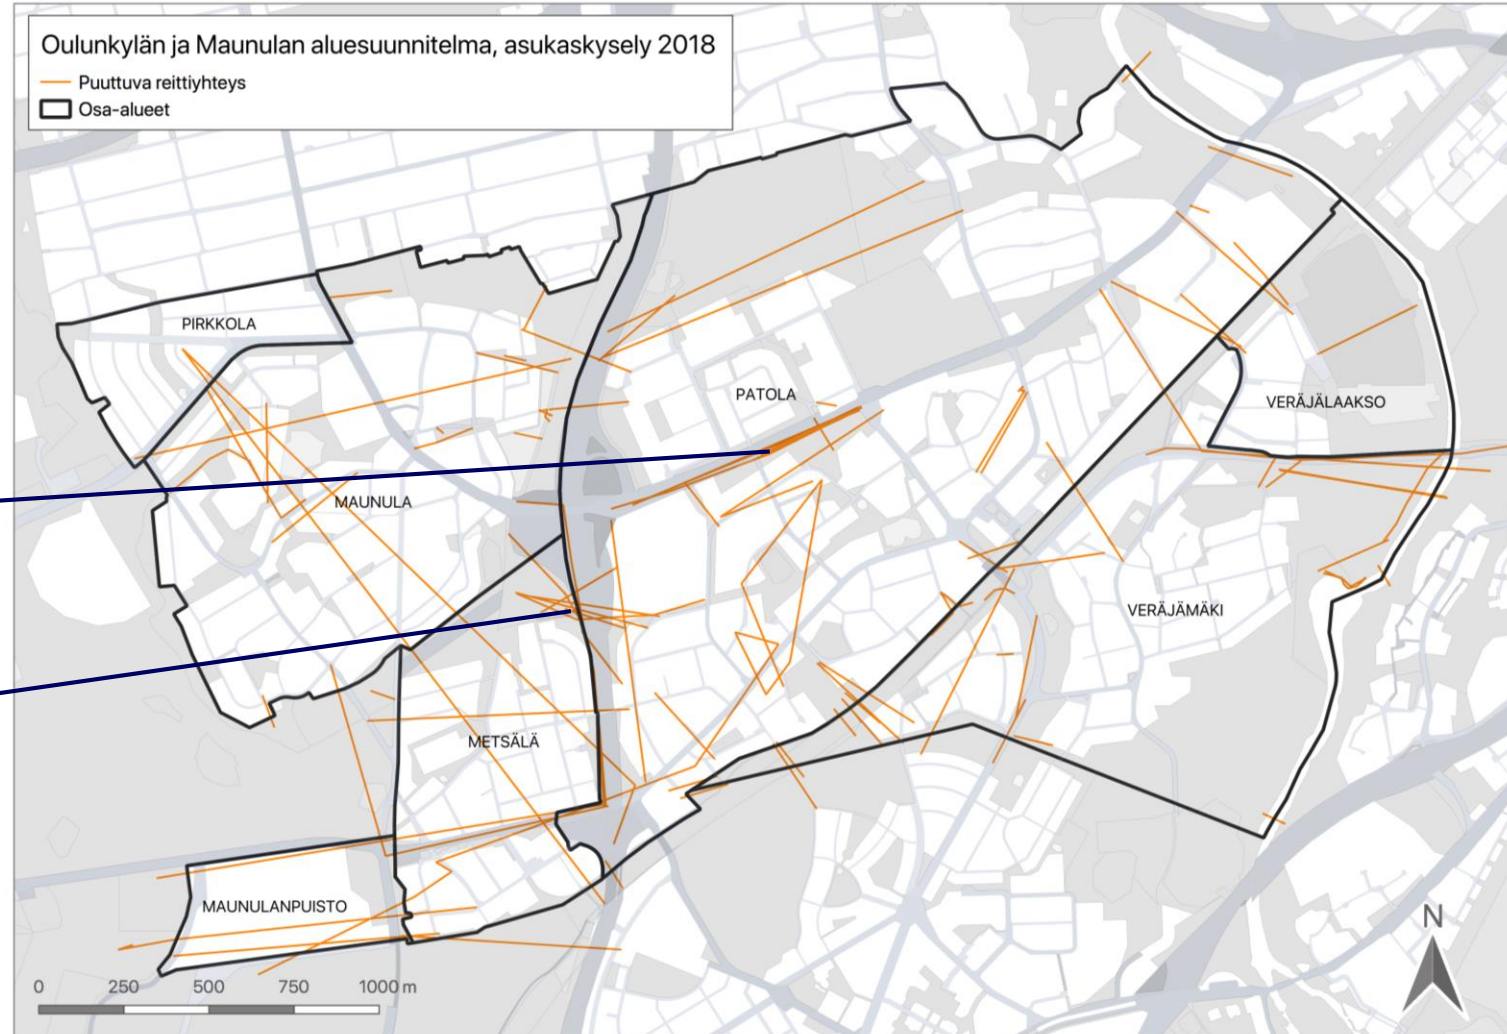 Oulunkylän ja Maunulan aluesuunnitelma, asukaskysely 2018
Puuttuva reittiyhteys
Osa-alueet
PIRKKOLA
PATOLA
VERÄJÄLAAKSO
MAUNULA
VERÄJÄMÄKI
METSÄLÄ
MAUNULANPUISTO
N
0 250 500 750 1000 m